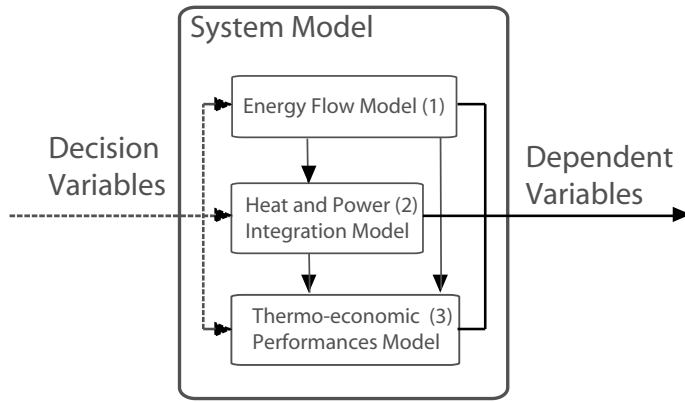 System Model
Energy Flow Model (1)
Decision
Variables
Dependent
Variables
Heat and Power (2)
Integration Model
Thermo-economic (3)
Performances Model